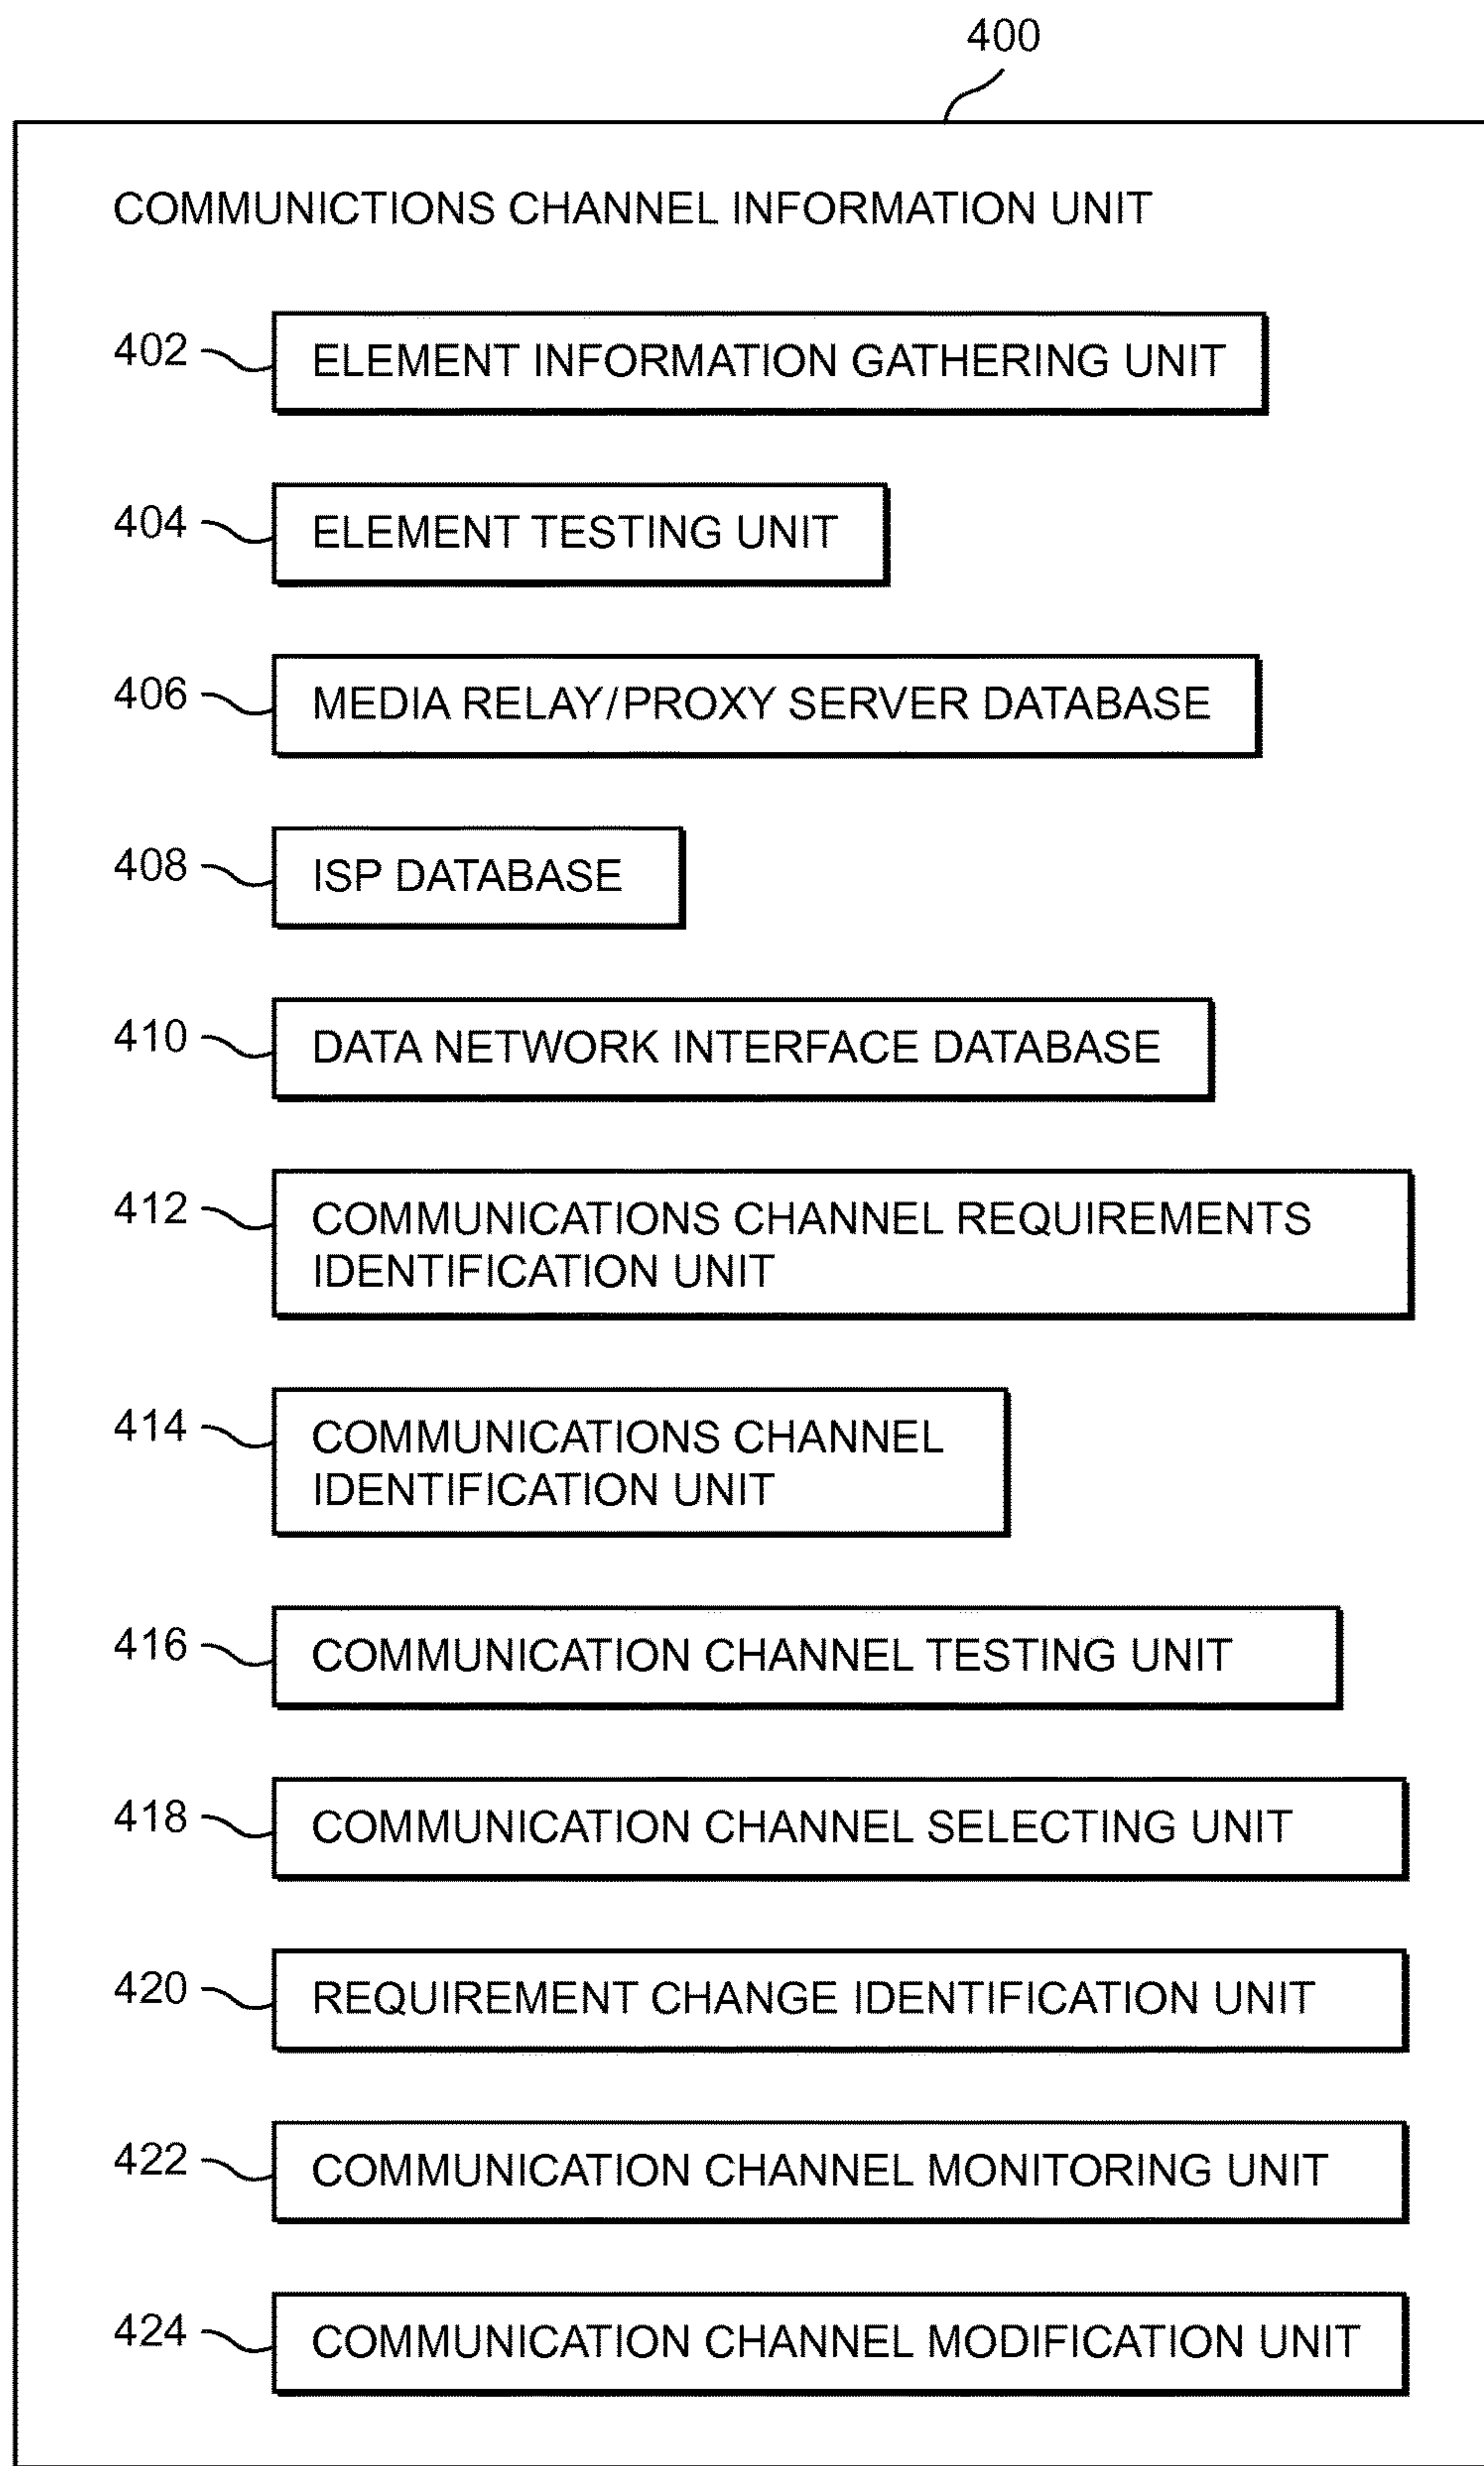 400
COMMUNICTIONS CHANNEL INFORMATION UNIT
402 ELEMENT INFORMATION GATHERING UNIT
404 ELEMENT TESTING UNIT
406 MEDIA RELAY/PROXY SERVER DATABASE
408 ISP DATABASE
410 DATA NETWORK INTERFACE DATABASE
412 COMMUNICATIONS CHANNEL REQUIREMENTS
IDENTIFICATION UNIT
414 COMMUNICATIONS CHANNEL
IDENTIFICATION UNIT
416 COMMUNICATION CHANNEL TESTING UNIT
418 COMMUNICATION CHANNEL SELECTING UNIT
420 REQUIREMENT CHANGE IDENTIFICATION UNIT
422 COMMUNICATION CHANNEL MONITORING UNIT
424 COMMUNICATION CHANNEL MODIFICATION UNIT